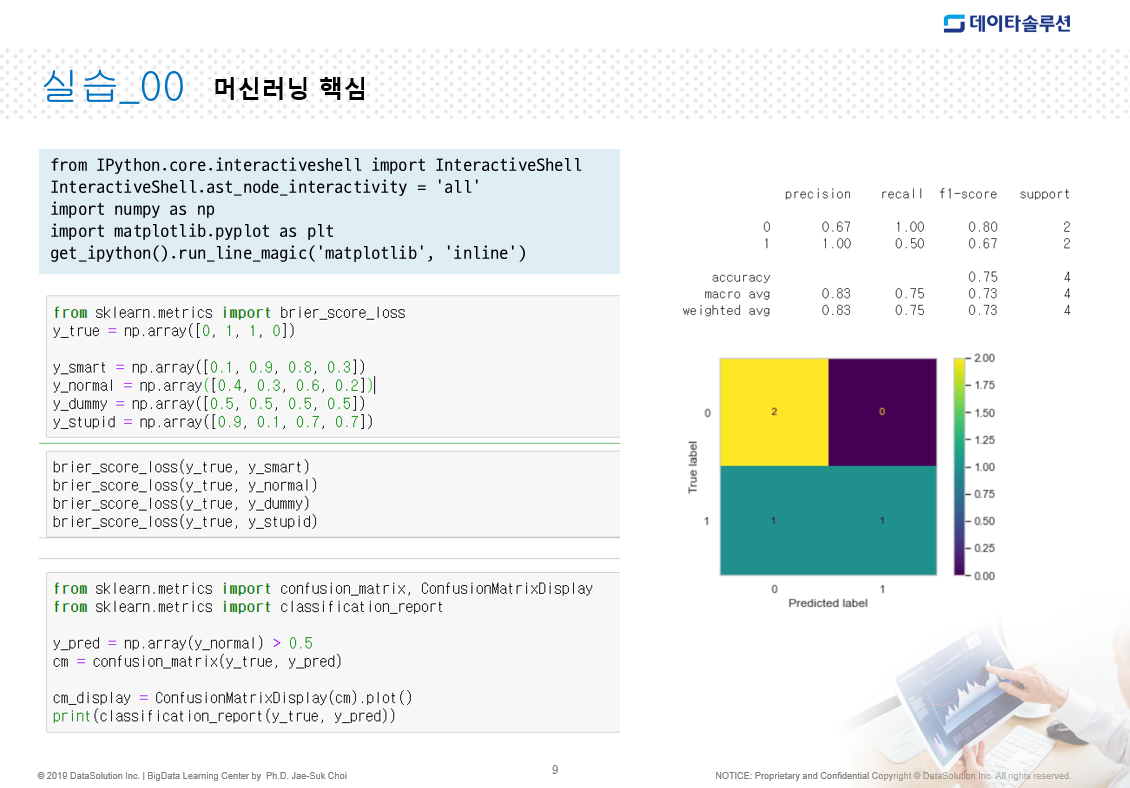 데이타솔루션
실습_00 머신러닝 핵심
from IPython.core.interactiveshell import InteractiveShell
InteractiveShell.ast_node_interactivity = 'all'
import numpy as np
import matplotlib.pyplot as plt
get_ipython().run_line_magic('matplotlib', 'inline')
from sklearn.metrics import brier_score_loss
y_true = np.array([0, 1, 1, 0])
y_smart = np.array([0.1, 0.9, 0.8, 0.3])
y_normal = np.array([0.4, 0.3, 0.6, 0.2])
y_dummy = np.array([0.5, 0.5, 0.5, 0.5])
y_stupid = np.array([0.9, 0.1, 0.7, 0.7])
brier_score_loss(y_true, y_smart)
brier_score_loss(y_true, y_normal)
brier_score_loss(y_true, y_dummy)
brier_score_loss(y_true, y_stupid)
from sklearn.metrics import confusion_matrix, ConfusionMatrixDisplay
from sklearn.metrics import classification_report
y_pred = np.array(y_normal) > 0.5
cm = confusion_matrix(y_true, y_pred)
cm_display = ConfusionMatrixDisplay(cm).plot()
print(classification_report(y_true, y_pred))
precision recall f1-score support
0 0.67 1.00 0.80 2
1 1.00 0.50 0.67 2
accuracy 0.75 4
macro avg 0.83 0.75 0.73 4
weighted avg 0.83 0.75 0.73 4
2.00
1.75
1.50
1.25
1.00
0.75
0.50
0.25
0.00
True label
0
2 0
1
1 1
0 1
Predicted label
© 2019 DataSolution Inc. | BigData Learning Center by Ph.D. Jae-Suk Choi
9
NOTICE: Proprietary and Confidential Copyright © DataSolution Inc. All rights reserved.